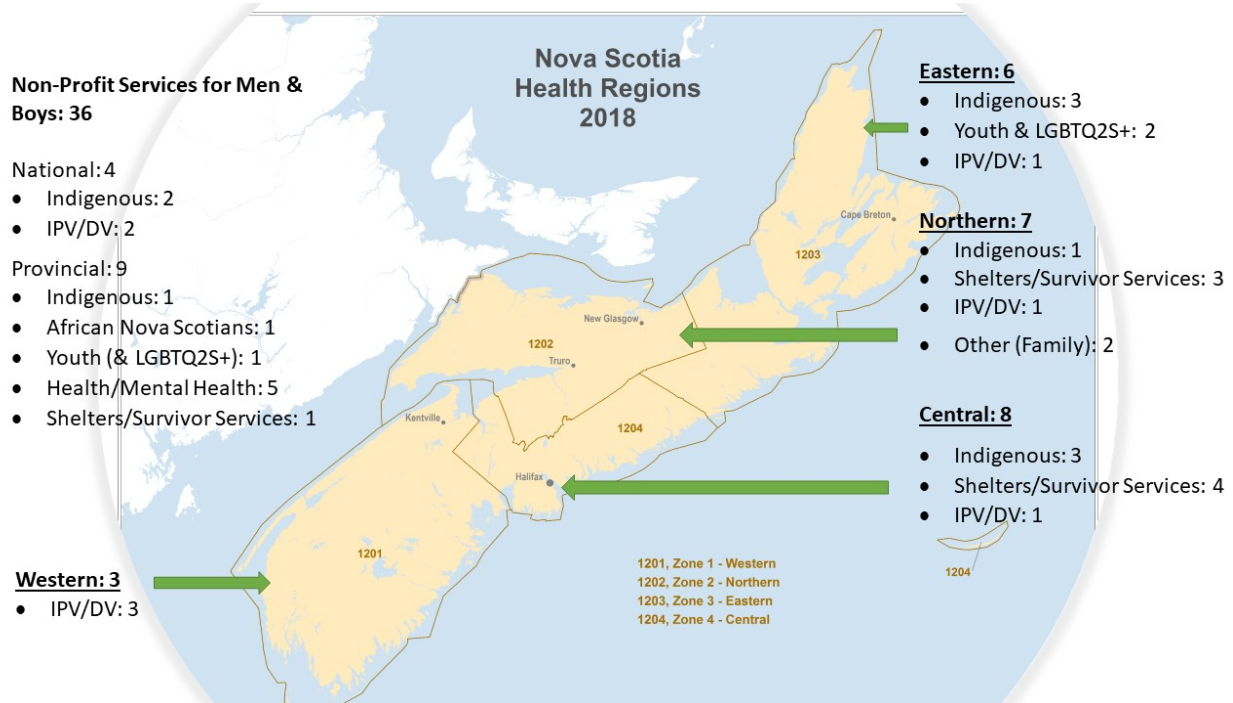 Nova Scotia
Health Regions
2018
Non-Profit Services for Men &
Boys: 36
National: 4
• Indigenous: 2
• IPV/DV: 2
Provincial: 9
• Indigenous: 1
• African Nova Scotians: 1
• Youth (& LGBTQ2S+): 1
• Health/Mental Health: 5
• Shelters/Survivor Services: 1
Western: 3
• IPV/DV: 3
Eastern: 6
• Indigenous: 3
• Youth & LGBTQ2S+: 2
• IPV/DV: 1
Northern: 7
• Indigenous: 1
• Shelters/Survivor Services: 3
• IPV/DV: 1
• Other (Family): 2
Central: 8
• Indigenous: 3
• Shelters/Survivor Services: 4
• IPV/DV: 1
Cape Breton
1203
New Glasgow
1202
Truro
Kentville
1204
Halifax
1201
1204
1201, Zone 1 - Western
1202, Zone 2 - Northern
1203, Zone 3 - Eastern
1204, Zone 4 - Central